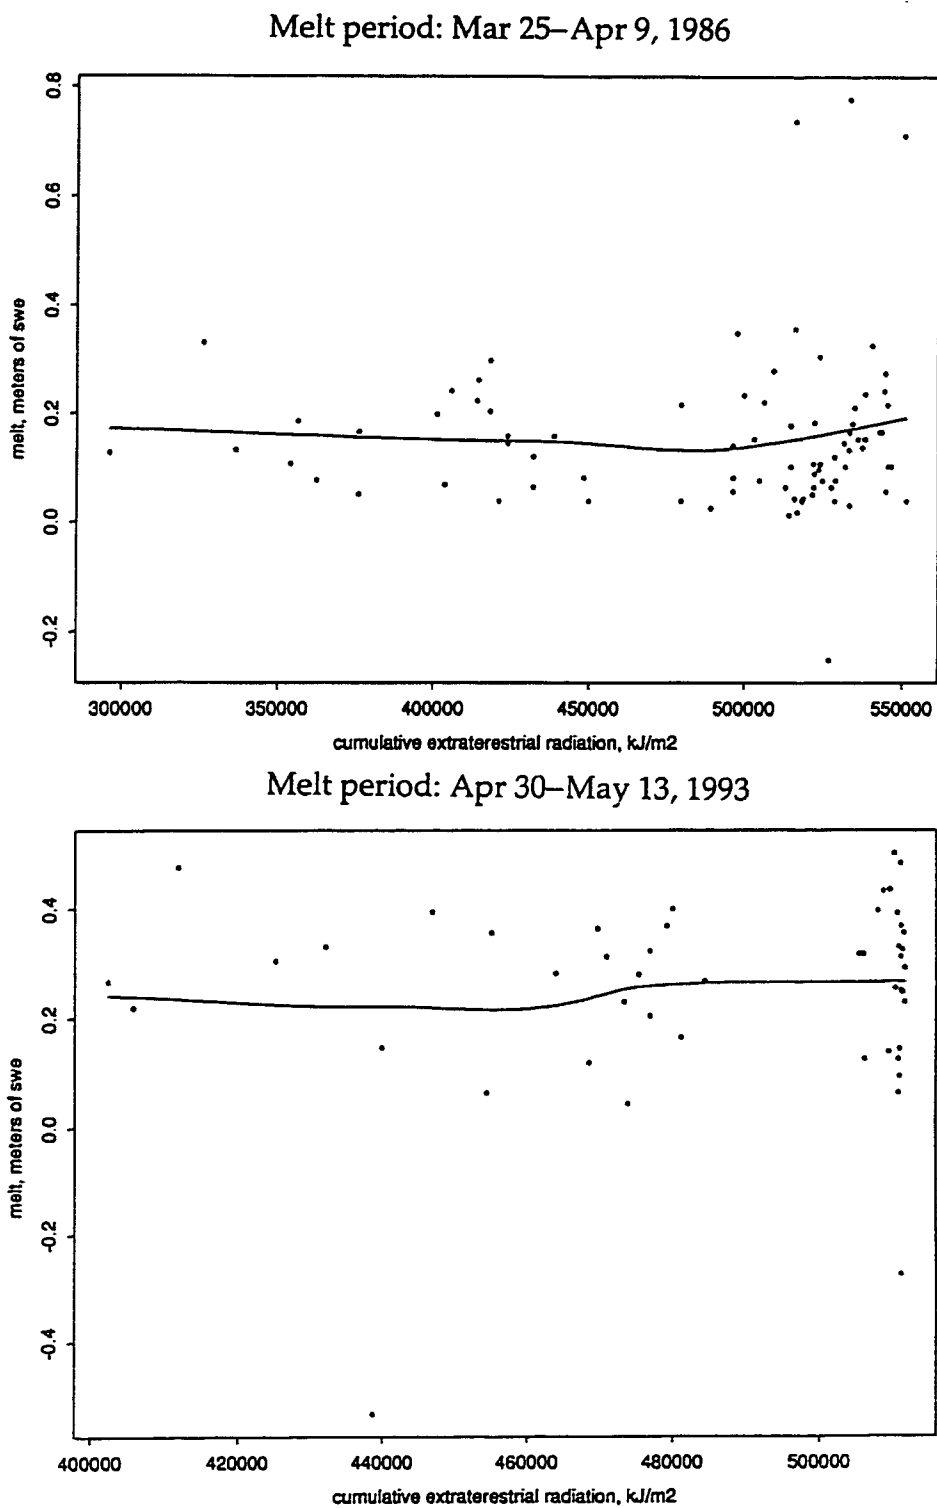 Melt period: Mar 25–Apr 9, 1986
0.8
0.6
0.4
0.2
0.0
-0.2
melt, meters of swe
300000 350000 400000 450000 500000 550000
cumulative extraterestrial radiation, kJ/m2
Melt period: Apr 30–May 13, 1993
0.4
0.2
0.0
-0.2
-0.4
melt, meters of swe
400000 420000 440000 460000 480000 500000
cumulative extraterestrial radiation, kJ/m2